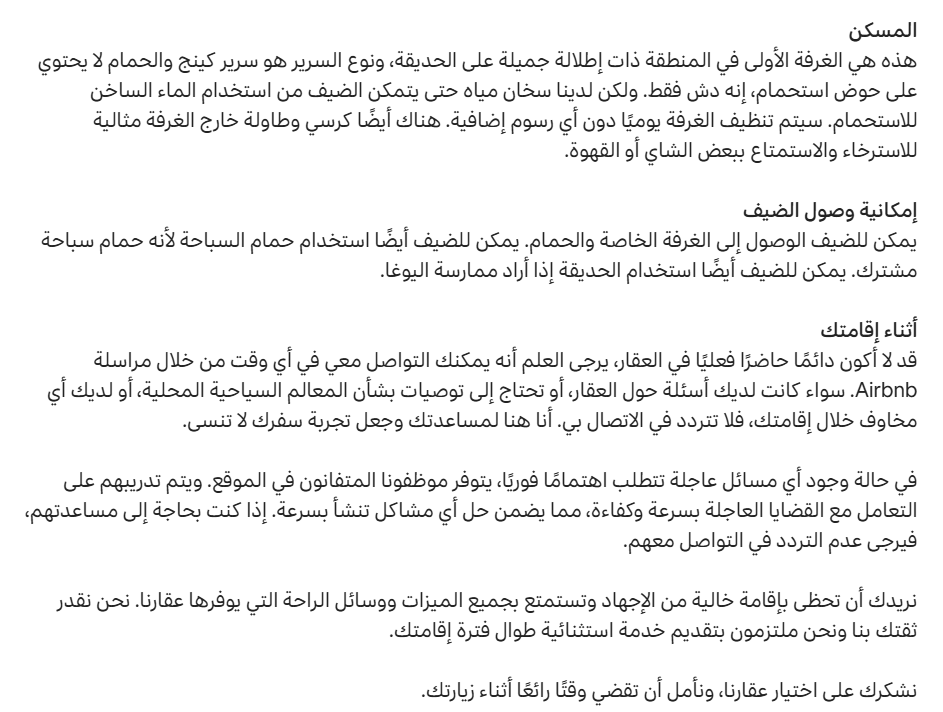 المسكن
هذه هي الغرفة الأولى في المنطقة ذات إطلالة جميلة على الحديقة، ونوع السرير هو سرير كينج والحمام لا يحتوي
على حوض استحمام، إنه دش فقط. ولكن لدينا سخان مياه حتى يتمكن الضيف من استخدام الماء الساخن
للاستحمام. سيتم تنظيف الغرفة يوميًا دون أي رسوم إضافية. هناك أيضًا كرسي وطاولة خارج الغرفة مثالية
للاسترخاء والاستمتاع ببعض الشاي أو القهوة.
إمكانية وصول الضيف
يمكن للضيف الوصول إلى الغرفة الخاصة والحمام. يمكن للضيف أيضًا استخدام حمام السباحة لأنه حمام سباحة
مشترك. يمكن للضيف أيضًا استخدام الحديقة إذا أراد ممارسة اليوغا.
أثناء إقامتك
قد لا أكون دائمًا حاضرًا فعليًا في العقار، يرجى العلم أنه يمكنك التواصل معي في أي وقت من خلال مراسلة
Airbnb. سواء كانت لديك أسئلة حول العقار، أو تحتاج إلى توصيات بشأن المعالم السياحية المحلية، أو لديك أي
مخاوف خلال إقامتك، فلا تتردد في الاتصال بي. أنا هنا لمساعدتك وجعل تجربة سفرك لا تنسى.
في حالة وجود أي مسائل عاجلة تتطلب اهتمامًا فوريًا، يتوفر موظفونا المتفانون في الموقع. ويتم تدريبهم على
التعامل مع القضايا العاجلة بسرعة وكفاءة، مما يضمن حل أي مشاكل تنشأ بسرعة. إذا كنت بحاجة إلى مساعدتهم،
فيرجى عدم التردد في التواصل معهم.
نريدك أن تحظى بإقامة خالية من الإجهاد وتستمتع بجميع الميزات ووسائل الراحة التي يوفرها عقارنا. نحن نقدر
ثقتك بنا ونحن ملتزمون بتقديم خدمة استثنائية طوال فترة إقامتك.
نشكرك على اختيار عقارنا، ونأمل أن تقضي وقتًا رائعًا أثناء زيارتك.